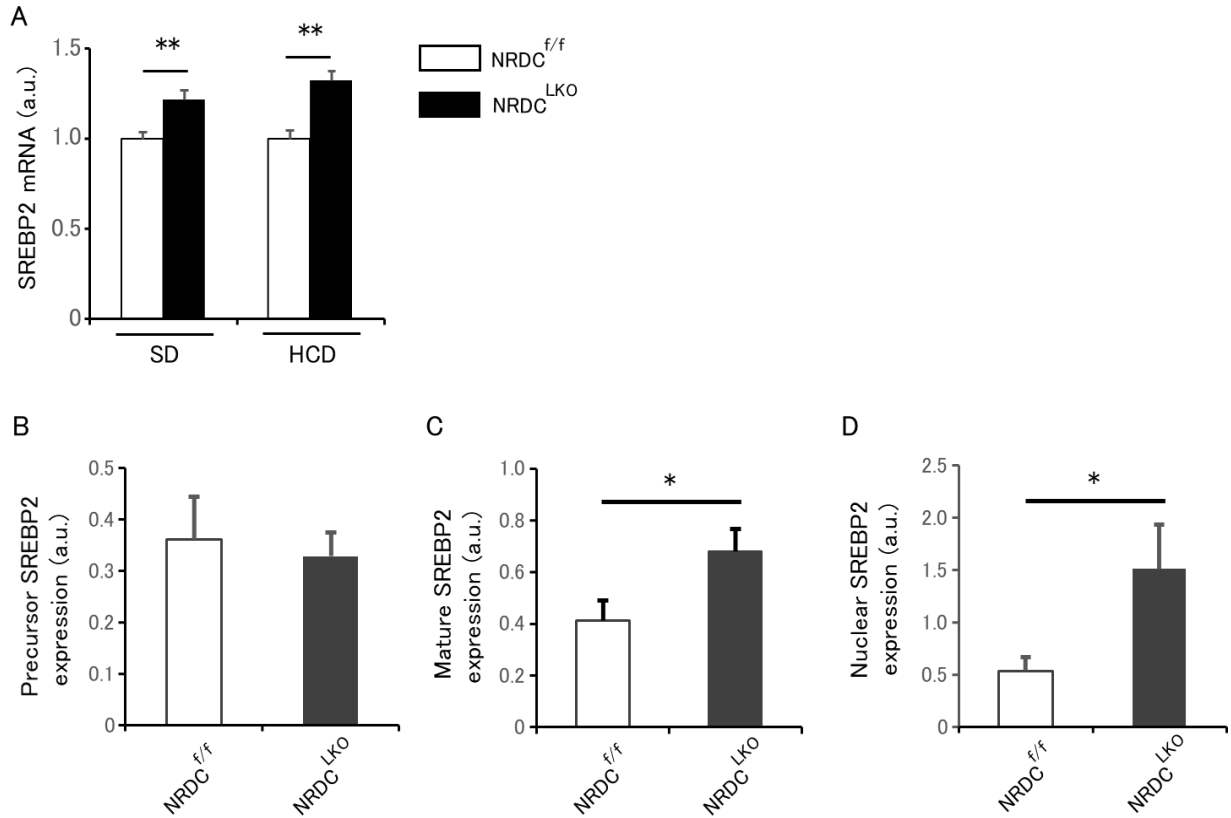 A
SREBP2 mRNA (a.u.)
1.5
1.0
0.5
0
**
**
SD
HCD
NRDC^f/f
NRDC^LKO
B
Precursor SREBP2
expression (a.u.)
0.5
0.4
0.3
0.2
0.1
0
NRDC^f/f
NRDC^LKO
C
Mature SREBP2
expression (a.u.)
1.0
0.8
0.6
0.4
0.2
0
*
NRDC^f/f
NRDC^LKO
D
Nuclear SREBP2
expression (a.u.)
2.5
2.0
1.5
1.0
0.5
0
*
NRDC^f/f
NRDC^LKO